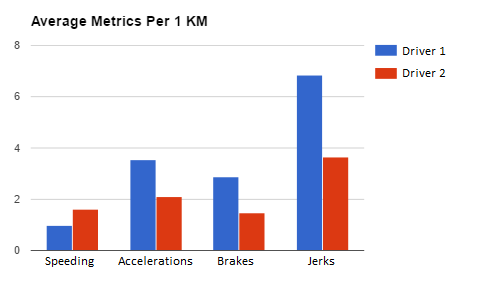 Average Metrics Per 1 KM
8
6
4
2
0
Driver 1
Driver 2
Speeding Accelerations Brakes Jerks